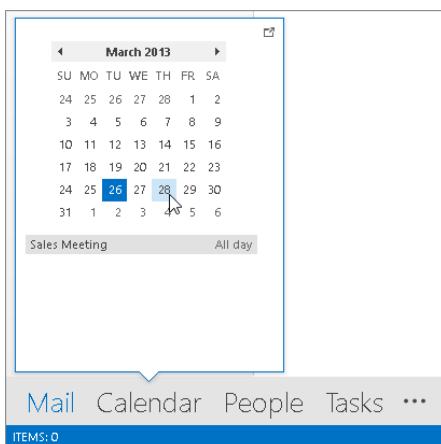 March 2013
SU MO TU WE TH FR SA
24 25 26 27 28 1 2
3 4 5 6 7 8 9
10 11 12 13 14 15 16
17 18 19 20 21 22 23
24 25 26 27 28 29 30
31 1 2 3 4 5 6
Sales Meeting All day
Mail Calendar People Tasks ...
ITEMS: 0